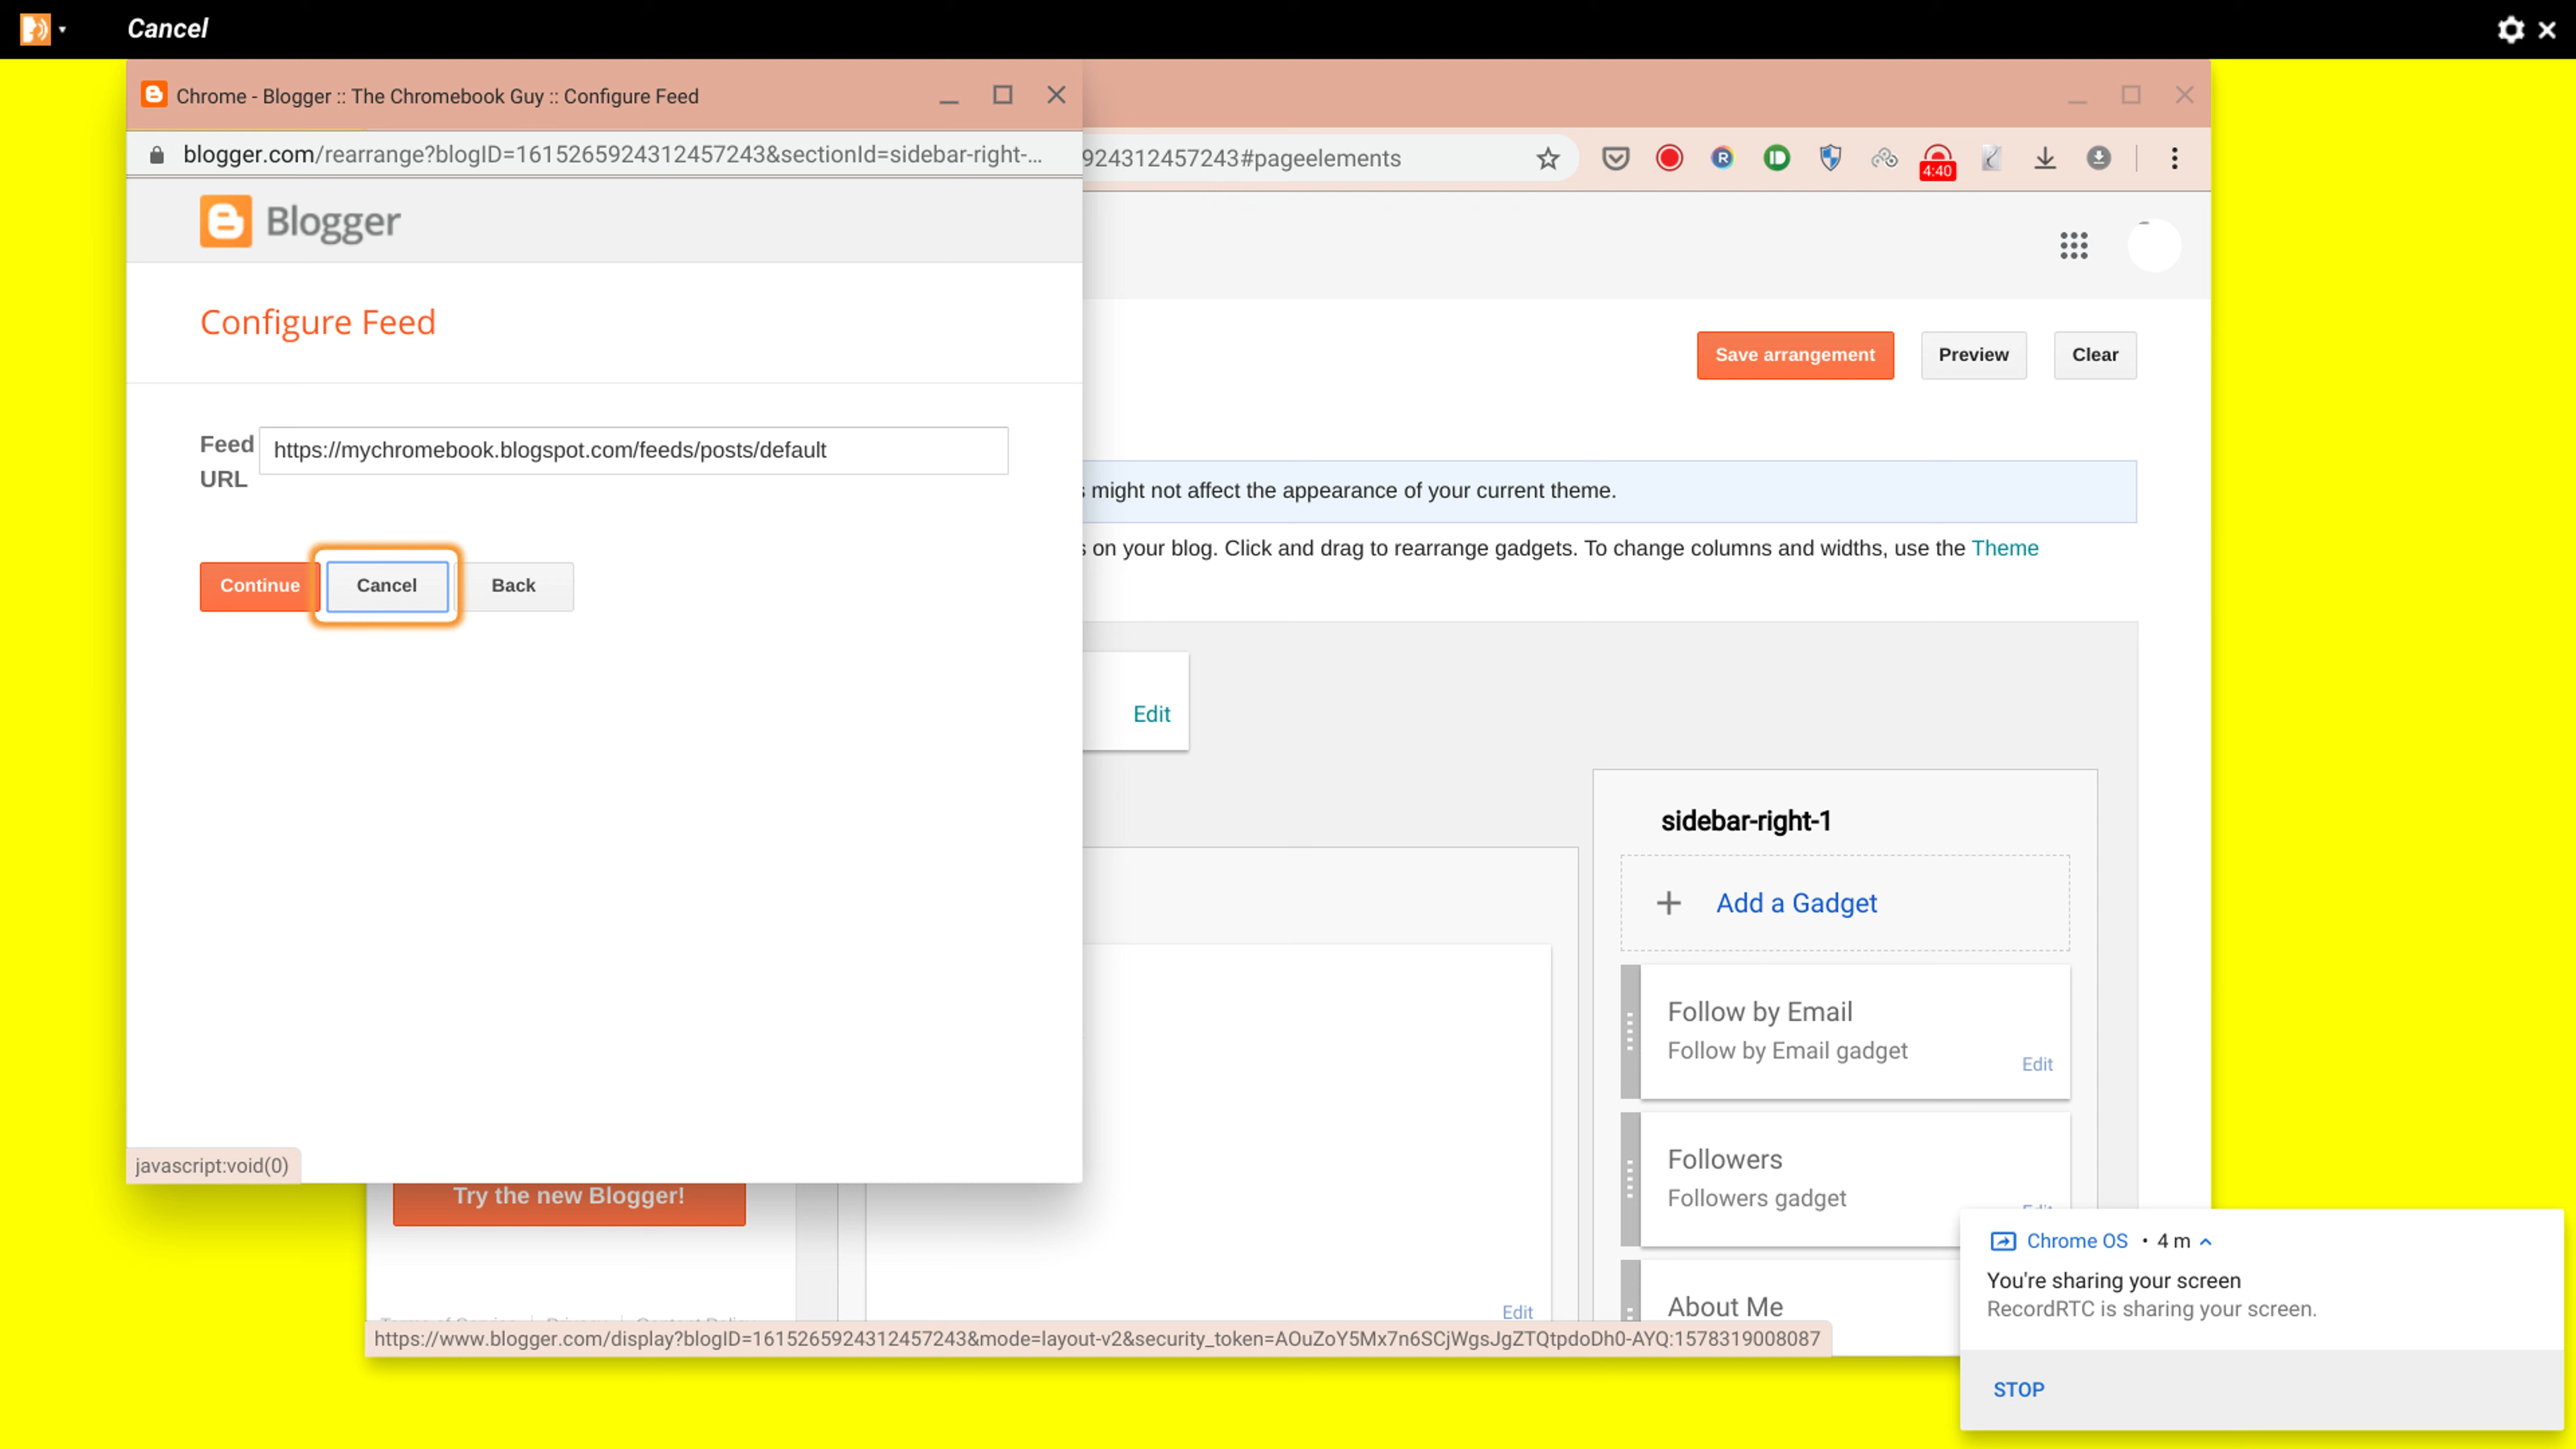 Cancel
Chrome - Blogger :: The Chromebook Guy :: Configure Feed
blogger.com/rearrange?blogID=1615265924312457243&sectionId=sidebar-right-...
924312457243#pageelements
4:40
Blogger
Configure Feed
Save arrangement
Preview
Clear
Feed URL
https://mychromebook.blogspot.com/feeds/posts/default
might not affect the appearance of your current theme.
on your blog. Click and drag to rearrange gadgets. To change columns and widths, use the Theme
Continue
Cancel
Back
Edit
sidebar-right-1
+ Add a Gadget
Follow by Email
Follow by Email gadget
Edit
Followers
Followers gadget
About Me
Edit
javascript:void(0)
Try the new Blogger!
https://www.blogger.com/display?blogID=1615265924312457243&mode=layout-v2&security_token=AOuZoY5Mx7n6SCjWgsJgZTQtpdoDh0-AYQ:1578319008087
Chrome OS • 4 m
You're sharing your screen
RecordRTC is sharing your screen.
STOP